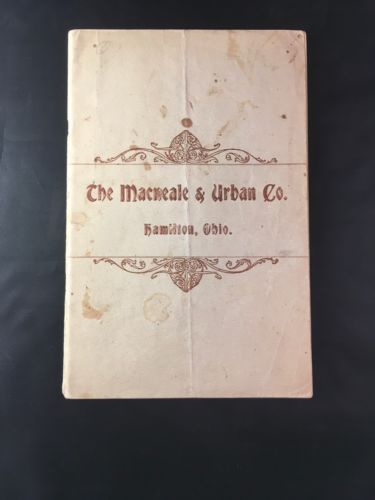 The Macneale & Urban Co.
Hamilton, Ohio.